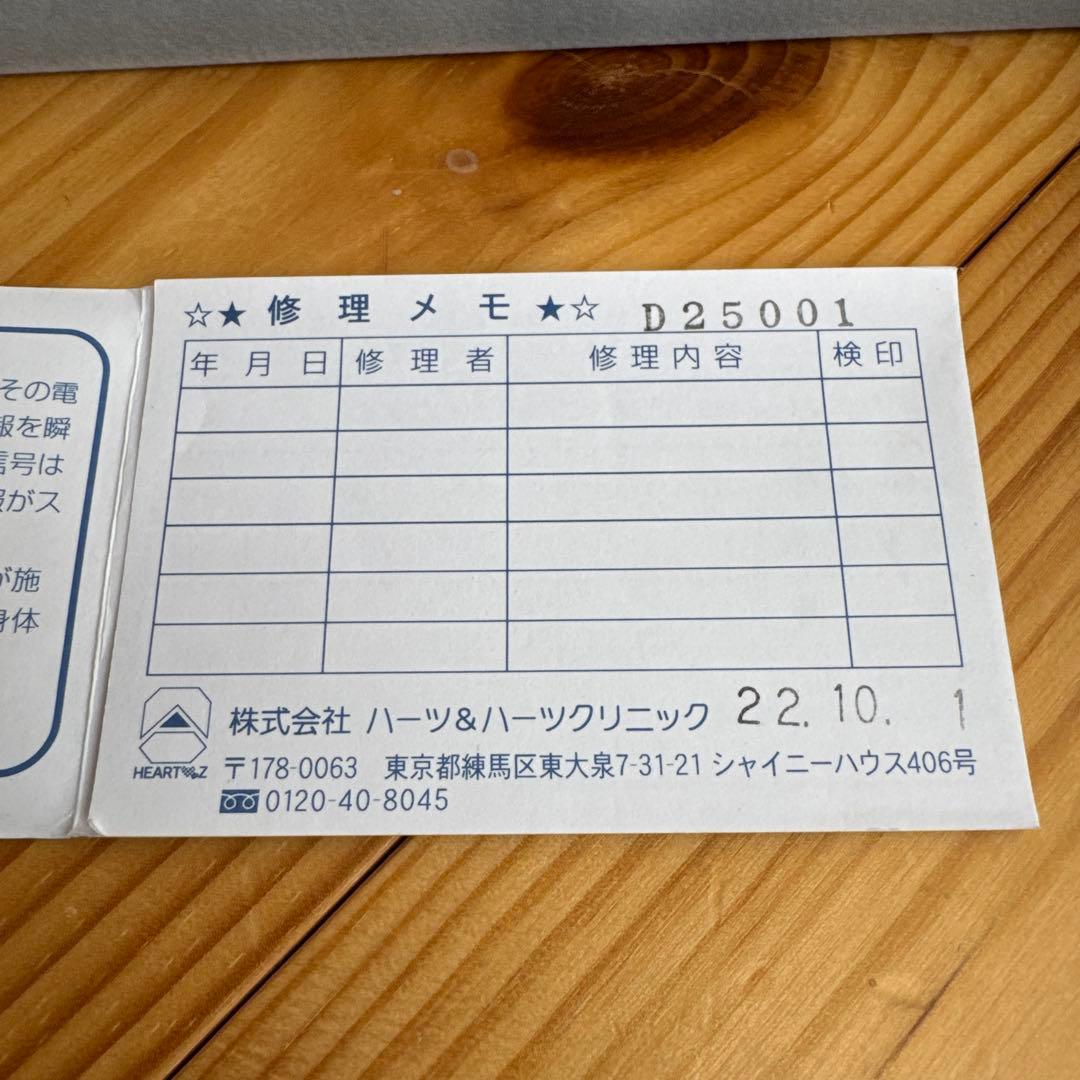 その電
報を瞬
信号は
報がス
が施
身体
☆★ 修理メモ ★☆ D25001
年月日 修理者 修理内容 検印
株式会社 ハーツ&ハーツクリニック 22.10. 1
HEARTZ 〒178-0063 東京都練馬区東大泉7-31-21 シャイニーハウス406号
0120-40-8045